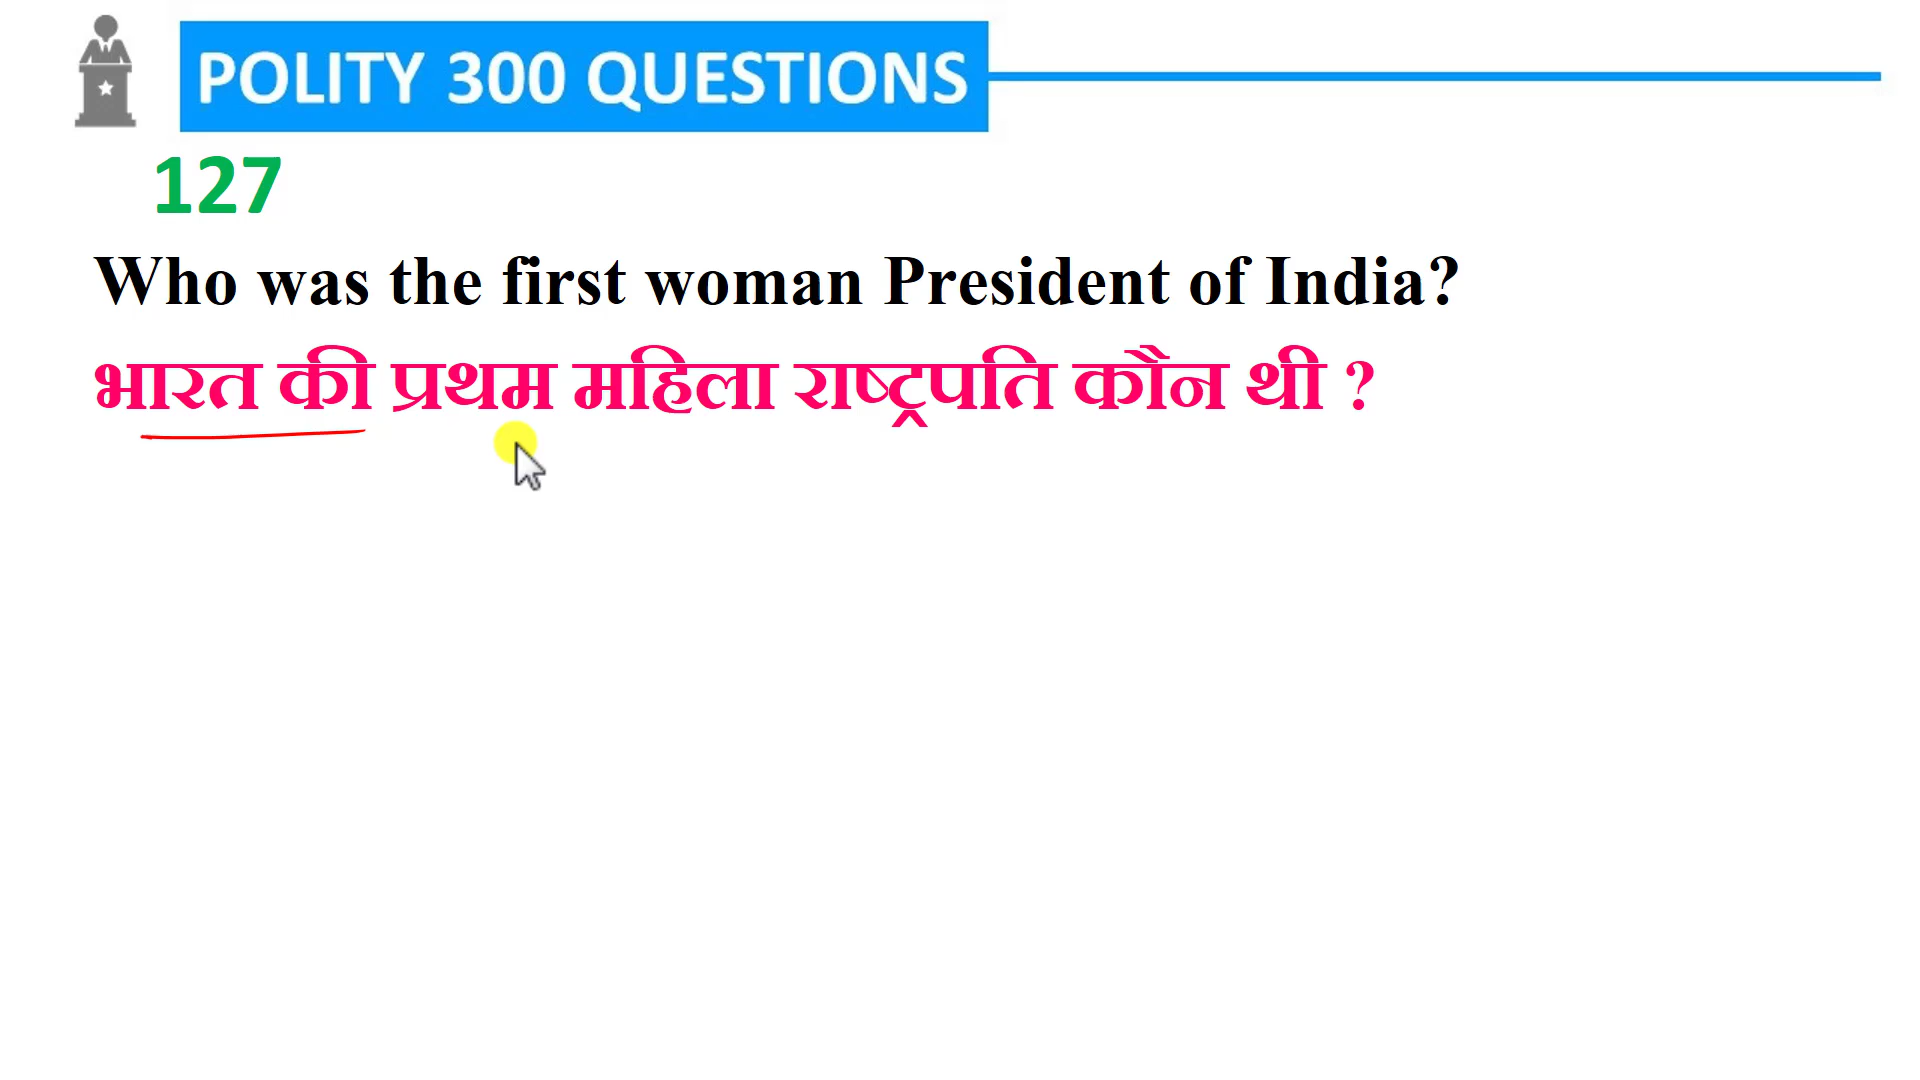 POLITY 300 QUESTIONS
127
Who was the first woman President of India?
भारत की प्रथम महिला राष्ट्रपति कौन थी ?